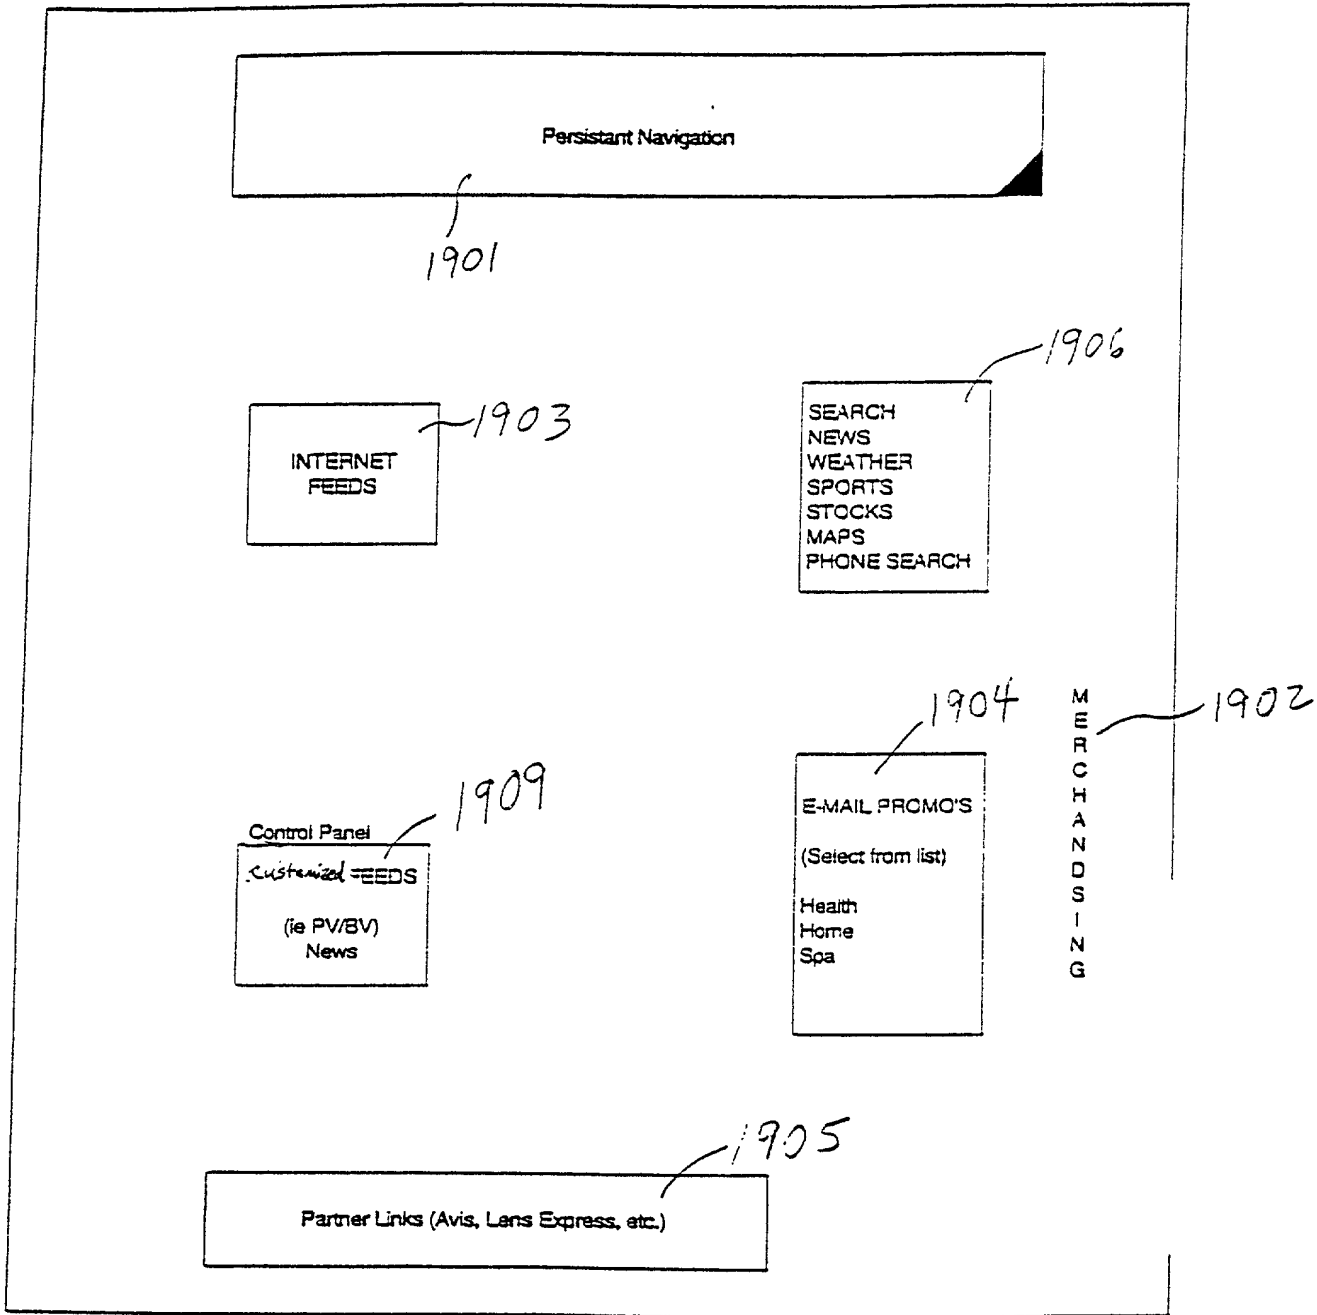 Persistant Navigation
1901
1906
1903
INTERNET
FEEDS
SEARCH
NEWS
WEATHER
SPORTS
STOCKS
MAPS
PHONE SEARCH
1904
1902
MERCHANDSING
E-MAIL PROMO'S
(Select from list)
Health
Home
Spa
1909
Control Panel
Customized FEEDS
(ie PV/BV)
News
1905
Partner Links (Avis, Lens Express, etc.)